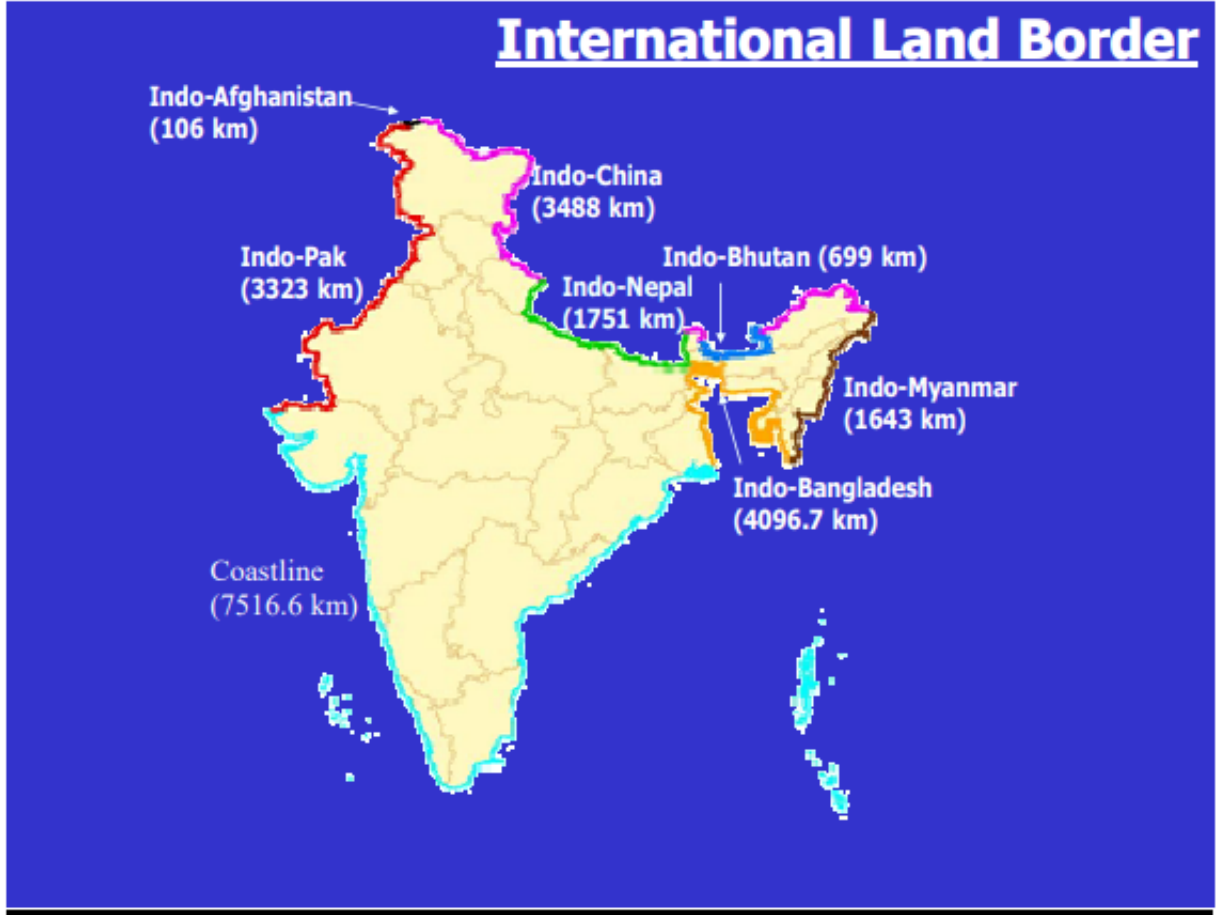 International Land Border
Indo-Afghanistan
(106 km)
Indo-China
(3488 km)
Indo-Pak
(3323 km)
Indo-Bhutan (699 km)
Indo-Nepal
(1751 km)
Indo-Myanmar
(1643 km)
Indo-Bangladesh
(4096.7 km)
Coastline
(7516.6 km)